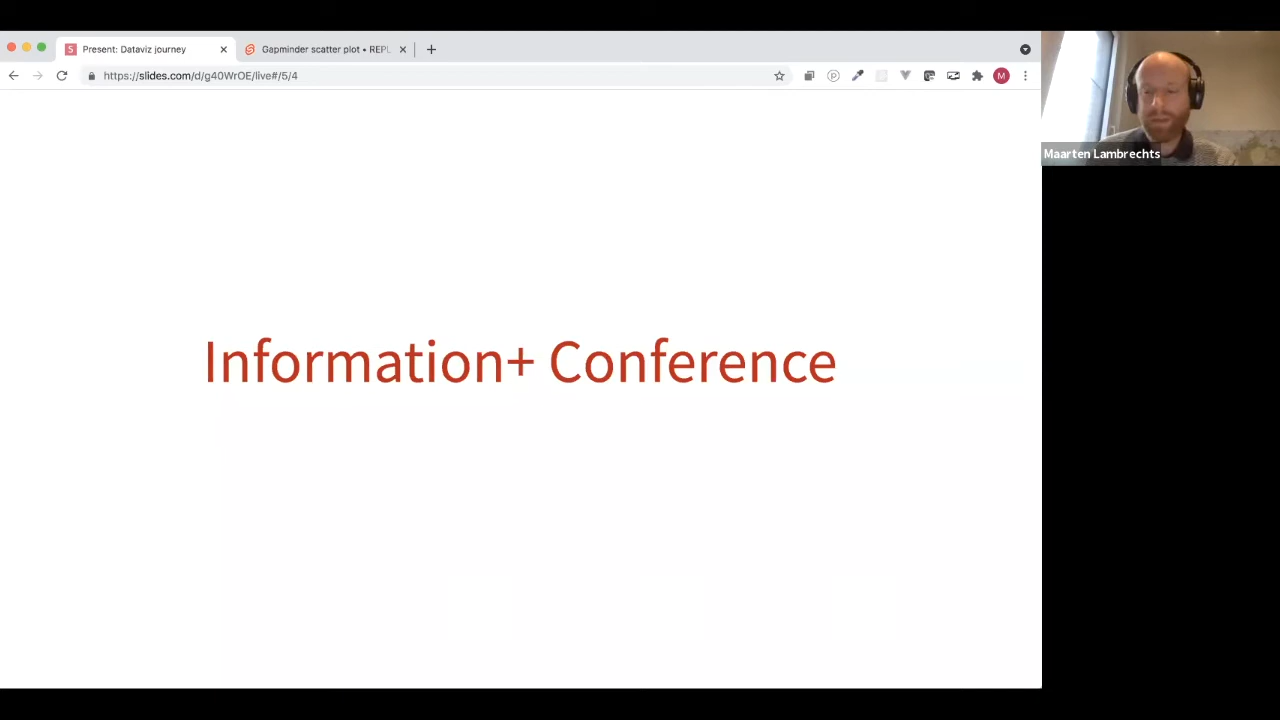 Present: Dataviz journey
Gapminder scatter plot • REPL
https://slides.com/d/g40WrOE/live#/5/4
M
Maarten Lambrechts
Information+ Conference